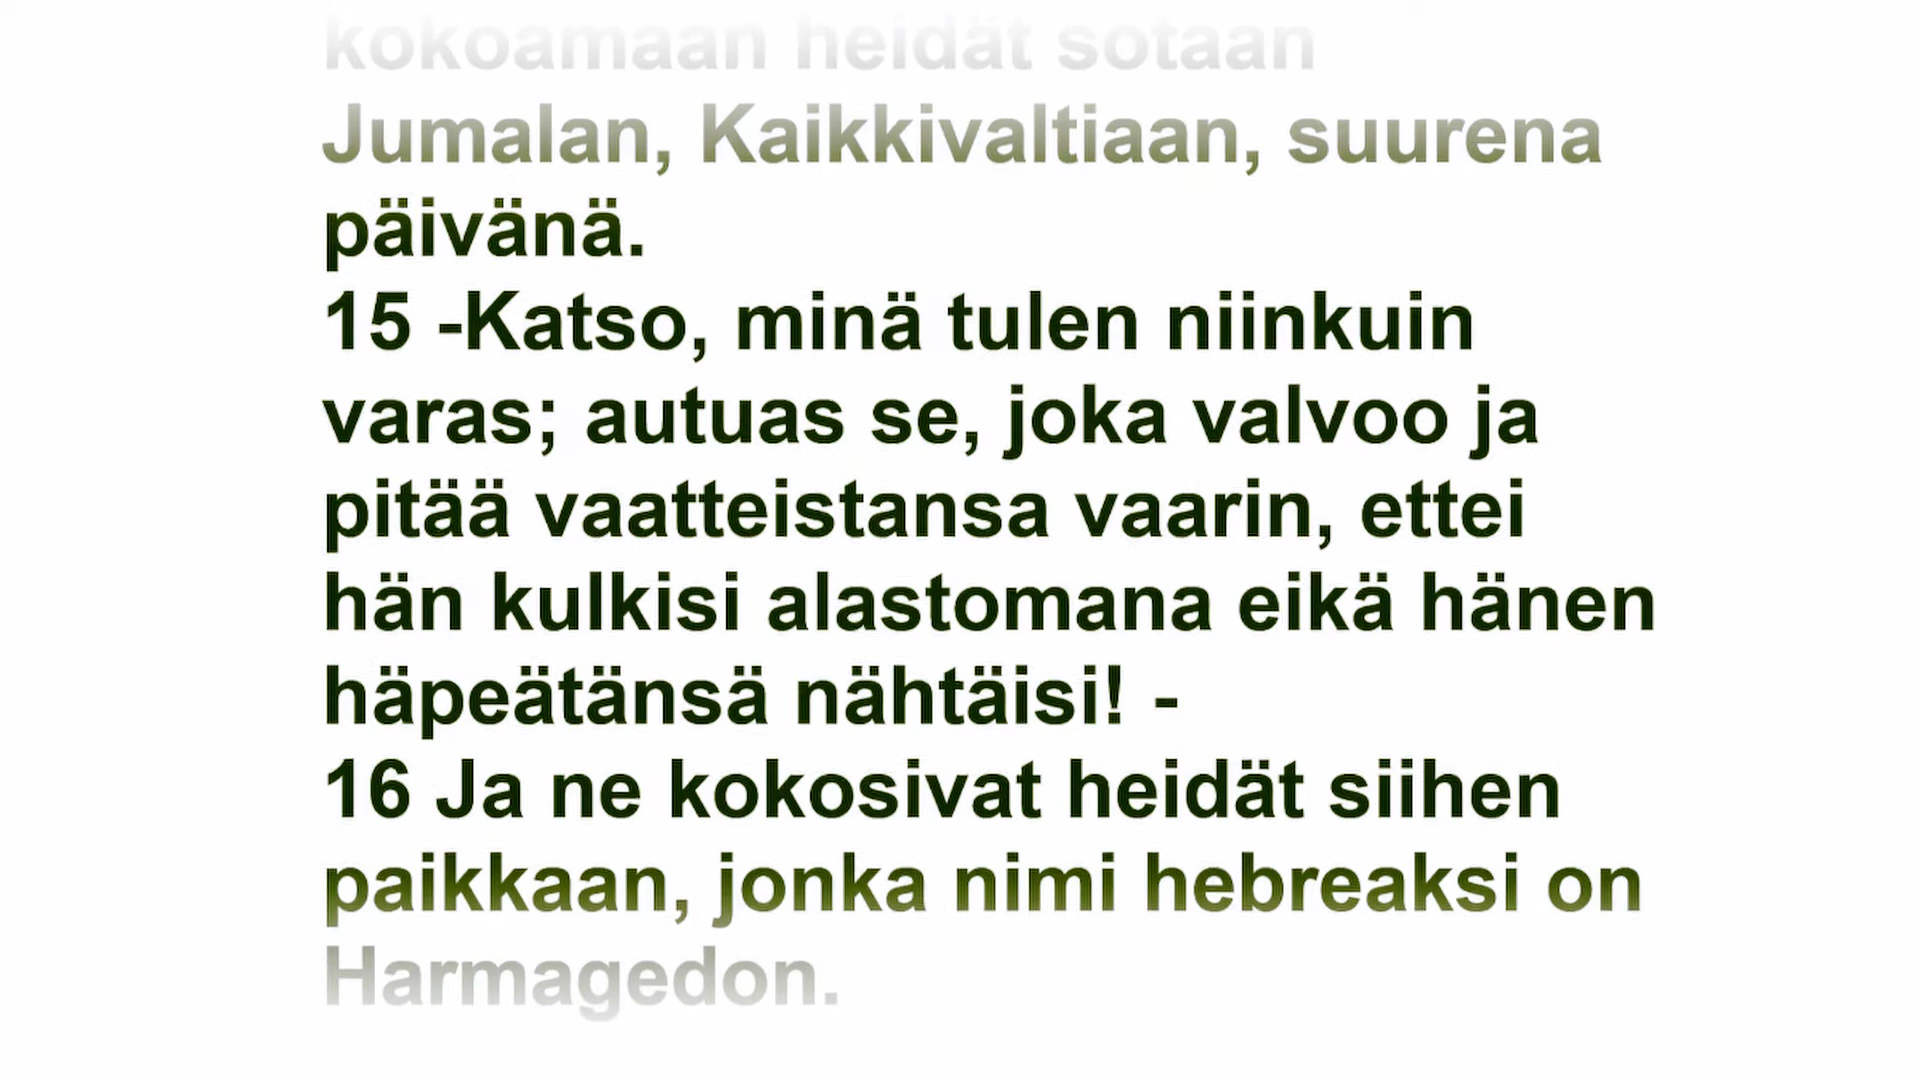 kokoamaan heidät sotaan
Jumalan, Kaikkivaltiaan, suurena
päivänä.
15 -Katso, minä tulen niinkuin
varas; autuas se, joka valvoo ja
pitää vaatteistansa vaarin, ettei
hän kulkisi alastomana eikä hänen
häpeätänsä nähtäisi! -
16 Ja ne kokosivat heidät siihen
paikkaan, jonka nimi hebreaksi on
Harmagedon.